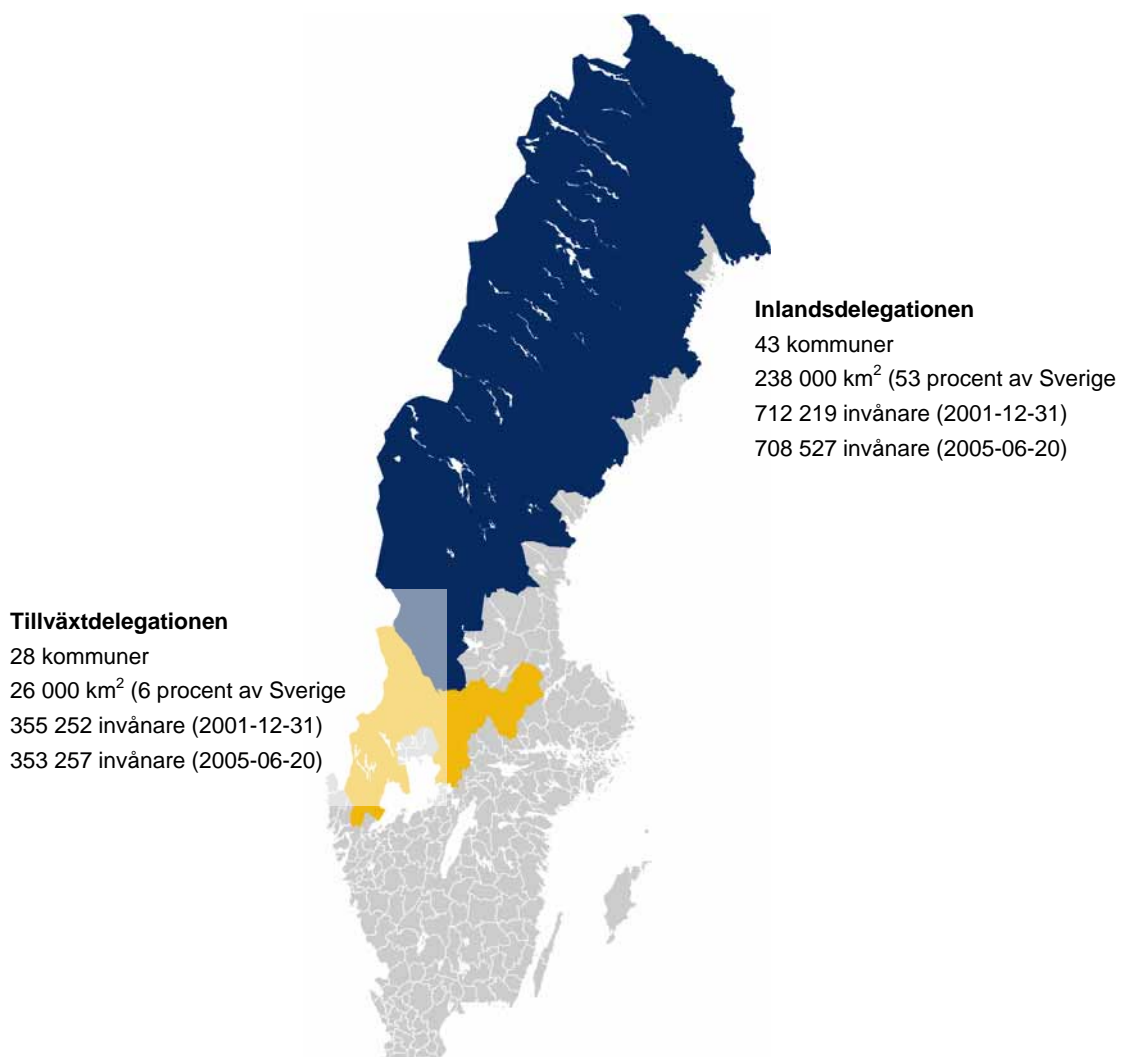 Inlandsdelegationen
43 kommuner
238 000 km² (53 procent av Sverige
712 219 invånare (2001-12-31)
708 527 invånare (2005-06-20)
Tillväxtdelegationen
28 kommuner
26 000 km² (6 procent av Sverige
355 252 invånare (2001-12-31)
353 257 invånare (2005-06-20)